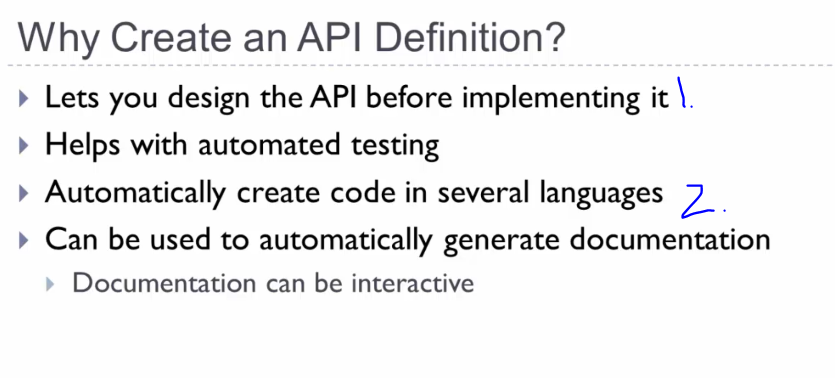 Why Create an API Definition?
Lets you design the API before implementing it 1.
Helps with automated testing
Automatically create code in several languages 2.
Can be used to automatically generate documentation
Documentation can be interactive